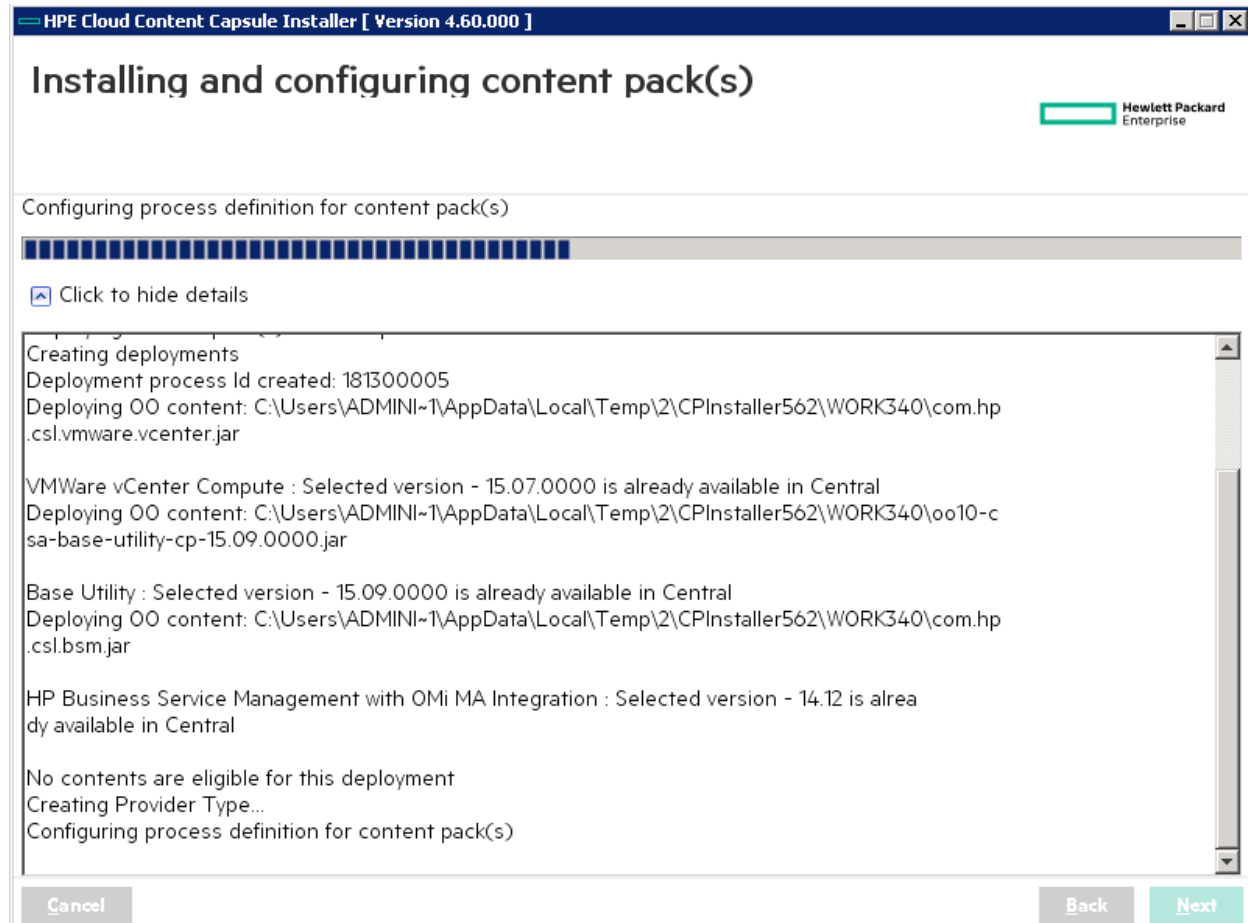 HPE Cloud Content Capsule Installer [ Version 4.60.000 ]
Installing and configuring content pack(s)
Hewlett Packard
Enterprise
Configuring process definition for content pack(s)
Click to hide details
Creating deployments
Deployment process Id created: 181300005
Deploying OO content: C:\Users\ADMINI~1\AppData\Local\Temp\2\CPInstaller562\WORK340\com.hp
.csl.vmware.vcenter.jar
VMWare vCenter Compute : Selected version - 15.07.0000 is already available in Central
Deploying OO content: C:\Users\ADMINI~1\AppData\Local\Temp\2\CPInstaller562\WORK340\oo10-c
sa-base-utility-cp-15.09.0000.jar
Base Utility : Selected version - 15.09.0000 is already available in Central
Deploying OO content: C:\Users\ADMINI~1\AppData\Local\Temp\2\CPInstaller562\WORK340\com.hp
.csl.bsm.jar
HP Business Service Management with OMi MA Integration : Selected version - 14.12 is alrea
dy available in Central
No contents are eligible for this deployment
Creating Provider Type...
Configuring process definition for content pack(s)
Cancel
Back
Next